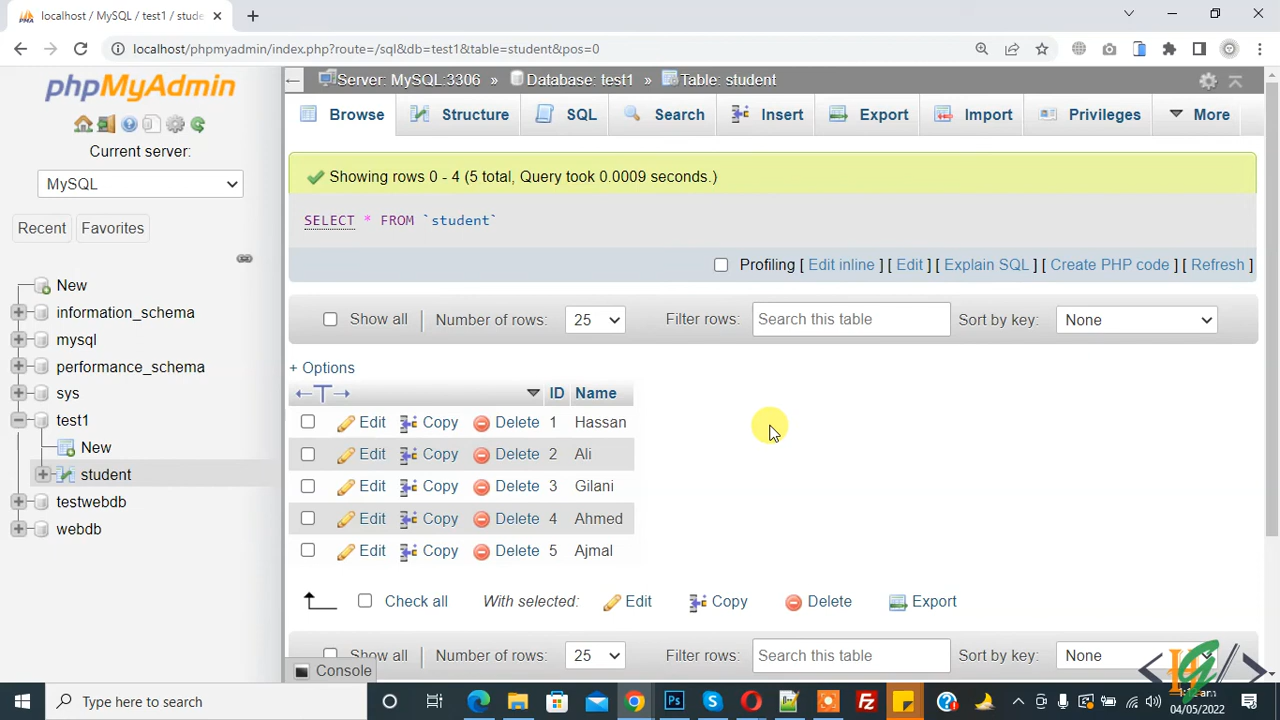 localhost / MySQL / test1 / stude
localhost/phpmyadmin/index.php?route=/sql&db=test1&table=student&pos=0
phpMyAdmin
Current server:
MySQL
Recent
Favorites
New
information_schema
mysql
performance_schema
sys
test1
New
student
testwebdb
webdb
Server: MySQL:3306 » Database: test1 » Table: student
Browse
Structure
SQL
Search
Insert
Export
Import
Privileges
More
Showing rows 0 - 4 (5 total, Query took 0.0009 seconds.)
SELECT * FROM `student`
Profiling [ Edit inline ] [ Edit ] [ Explain SQL ] [ Create PHP code ] [ Refresh ]
Show all | Number of rows: 25 Filter rows: Search this table Sort by key: None
+ Options
←T→ ID Name
Edit Copy Delete 1 Hassan
Edit Copy Delete 2 Ali
Edit Copy Delete 3 Gilani
Edit Copy Delete 4 Ahmed
Edit Copy Delete 5 Ajmal
Check all With selected: Edit Copy Delete Export
Show all Number of rows: 25 Filter rows: Search this table Sort by key: None
Console
Type here to search
04/05/2022